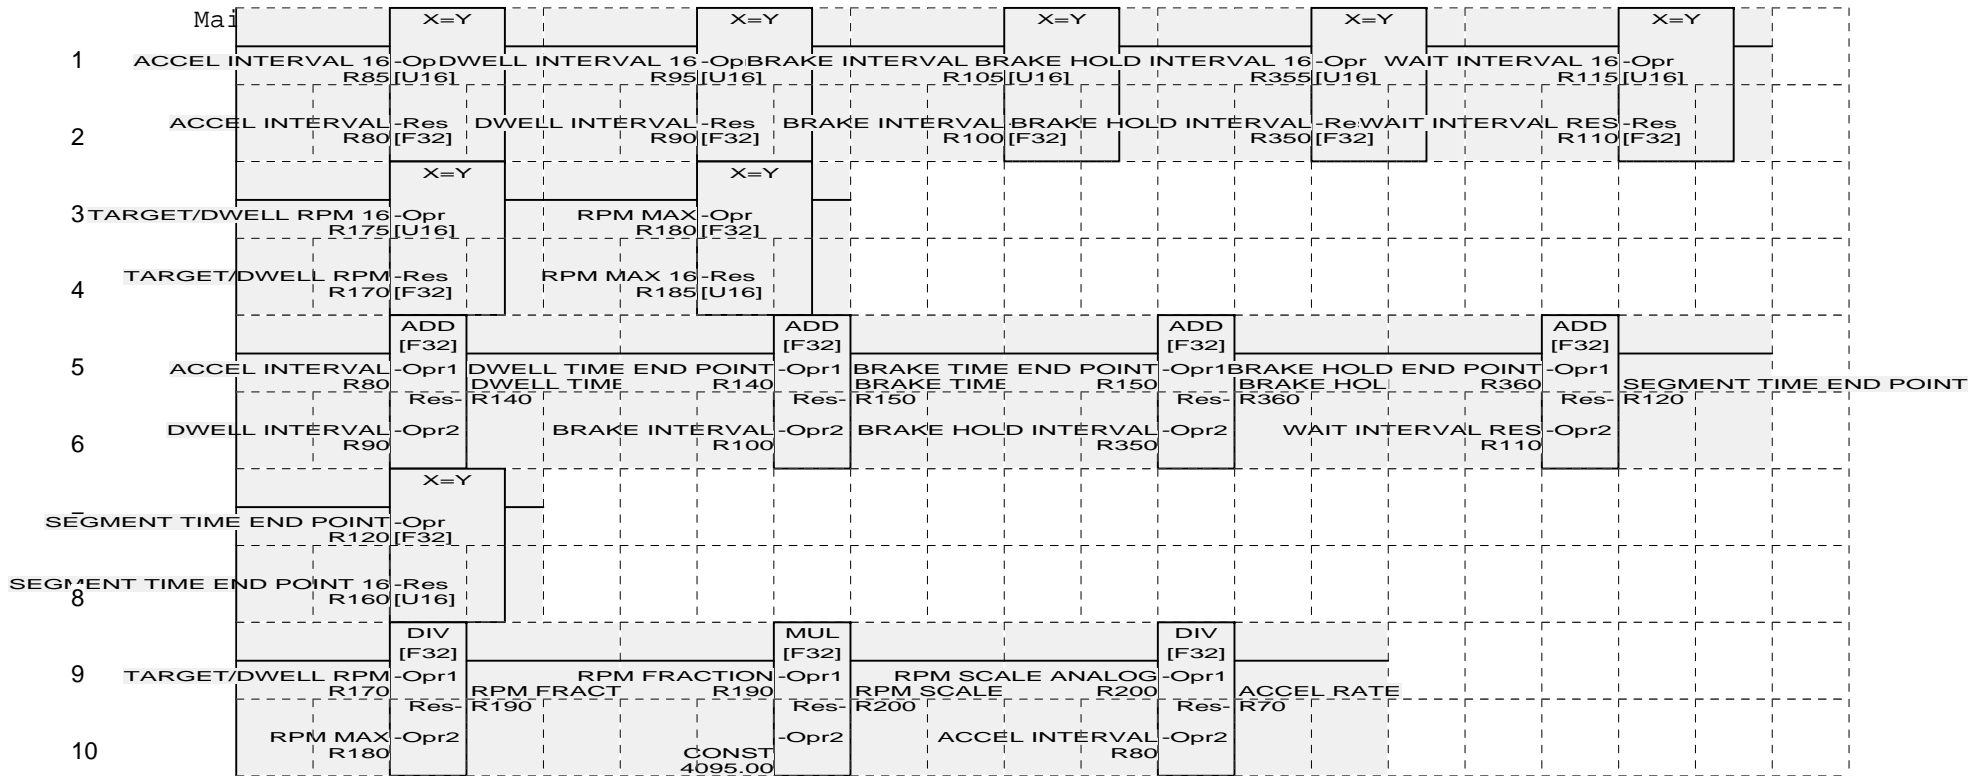 Mai
X=Y X=Y X=Y X=Y X=Y
1
ACCEL INTERVAL 16 -Op DWELL INTERVAL 16 -Op BRAKE INTERVAL BRAKE HOLD INTERVAL 16 -Opr WAIT INTERVAL 16 -Opr
R85 [U16] R95 [U16] R105 [U16] R355 [U16] R115 [U16]
2
ACCEL INTERVAL -Res DWELL INTERVAL -Res BRAKE INTERVAL BRAKE HOLD INTERVAL -Re WAIT INTERVAL RES -Res
R80 [F32] R90 [F32] R100 [F32] R350 [F32] R110 [F32]
X=Y X=Y
3
TARGET/DWELL RPM 16 -Opr RPM MAX -Opr
R175 [U16] R180 [F32]
4
TARGET/DWELL RPM -Res RPM MAX 16 -Res
R170 [F32] R185 [U16]
ADD ADD ADD ADD
[F32] [F32] [F32] [F32]
5
ACCEL INTERVAL -Opr1 DWELL TIME END POINT -Opr1 BRAKE TIME END POINT -Opr1 BRAKE HOLD END POINT -Opr1
R80 DWELL TIME R140 BRAKE TIME R150 BRAKE HOL R360 SEGMENT TIME END POINT
Res- R140 Res- R150 Res- R360 Res- R120
6
DWELL INTERVAL -Opr2 BRAKE INTERVAL -Opr2 BRAKE HOLD INTERVAL -Opr2 WAIT INTERVAL RES -Opr2
R90 R100 R350 R110
X=Y
SEGMENT TIME END POINT -Opr
R120 [F32]
SEGMENT TIME END POINT 16 -Res
8
R160 [U16]
DIV MUL DIV
[F32] [F32] [F32]
9
TARGET/DWELL RPM -Opr1 RPM FRACTION -Opr1 RPM SCALE ANALOG -Opr1
R170 RPM FRACT R190 RPM SCALE R200 ACCEL RATE
Res- R190 Res- R200 Res- R70
10
RPM MAX -Opr2 -Opr2 ACCEL INTERVAL -Opr2
R180 CONST R80
4095.00